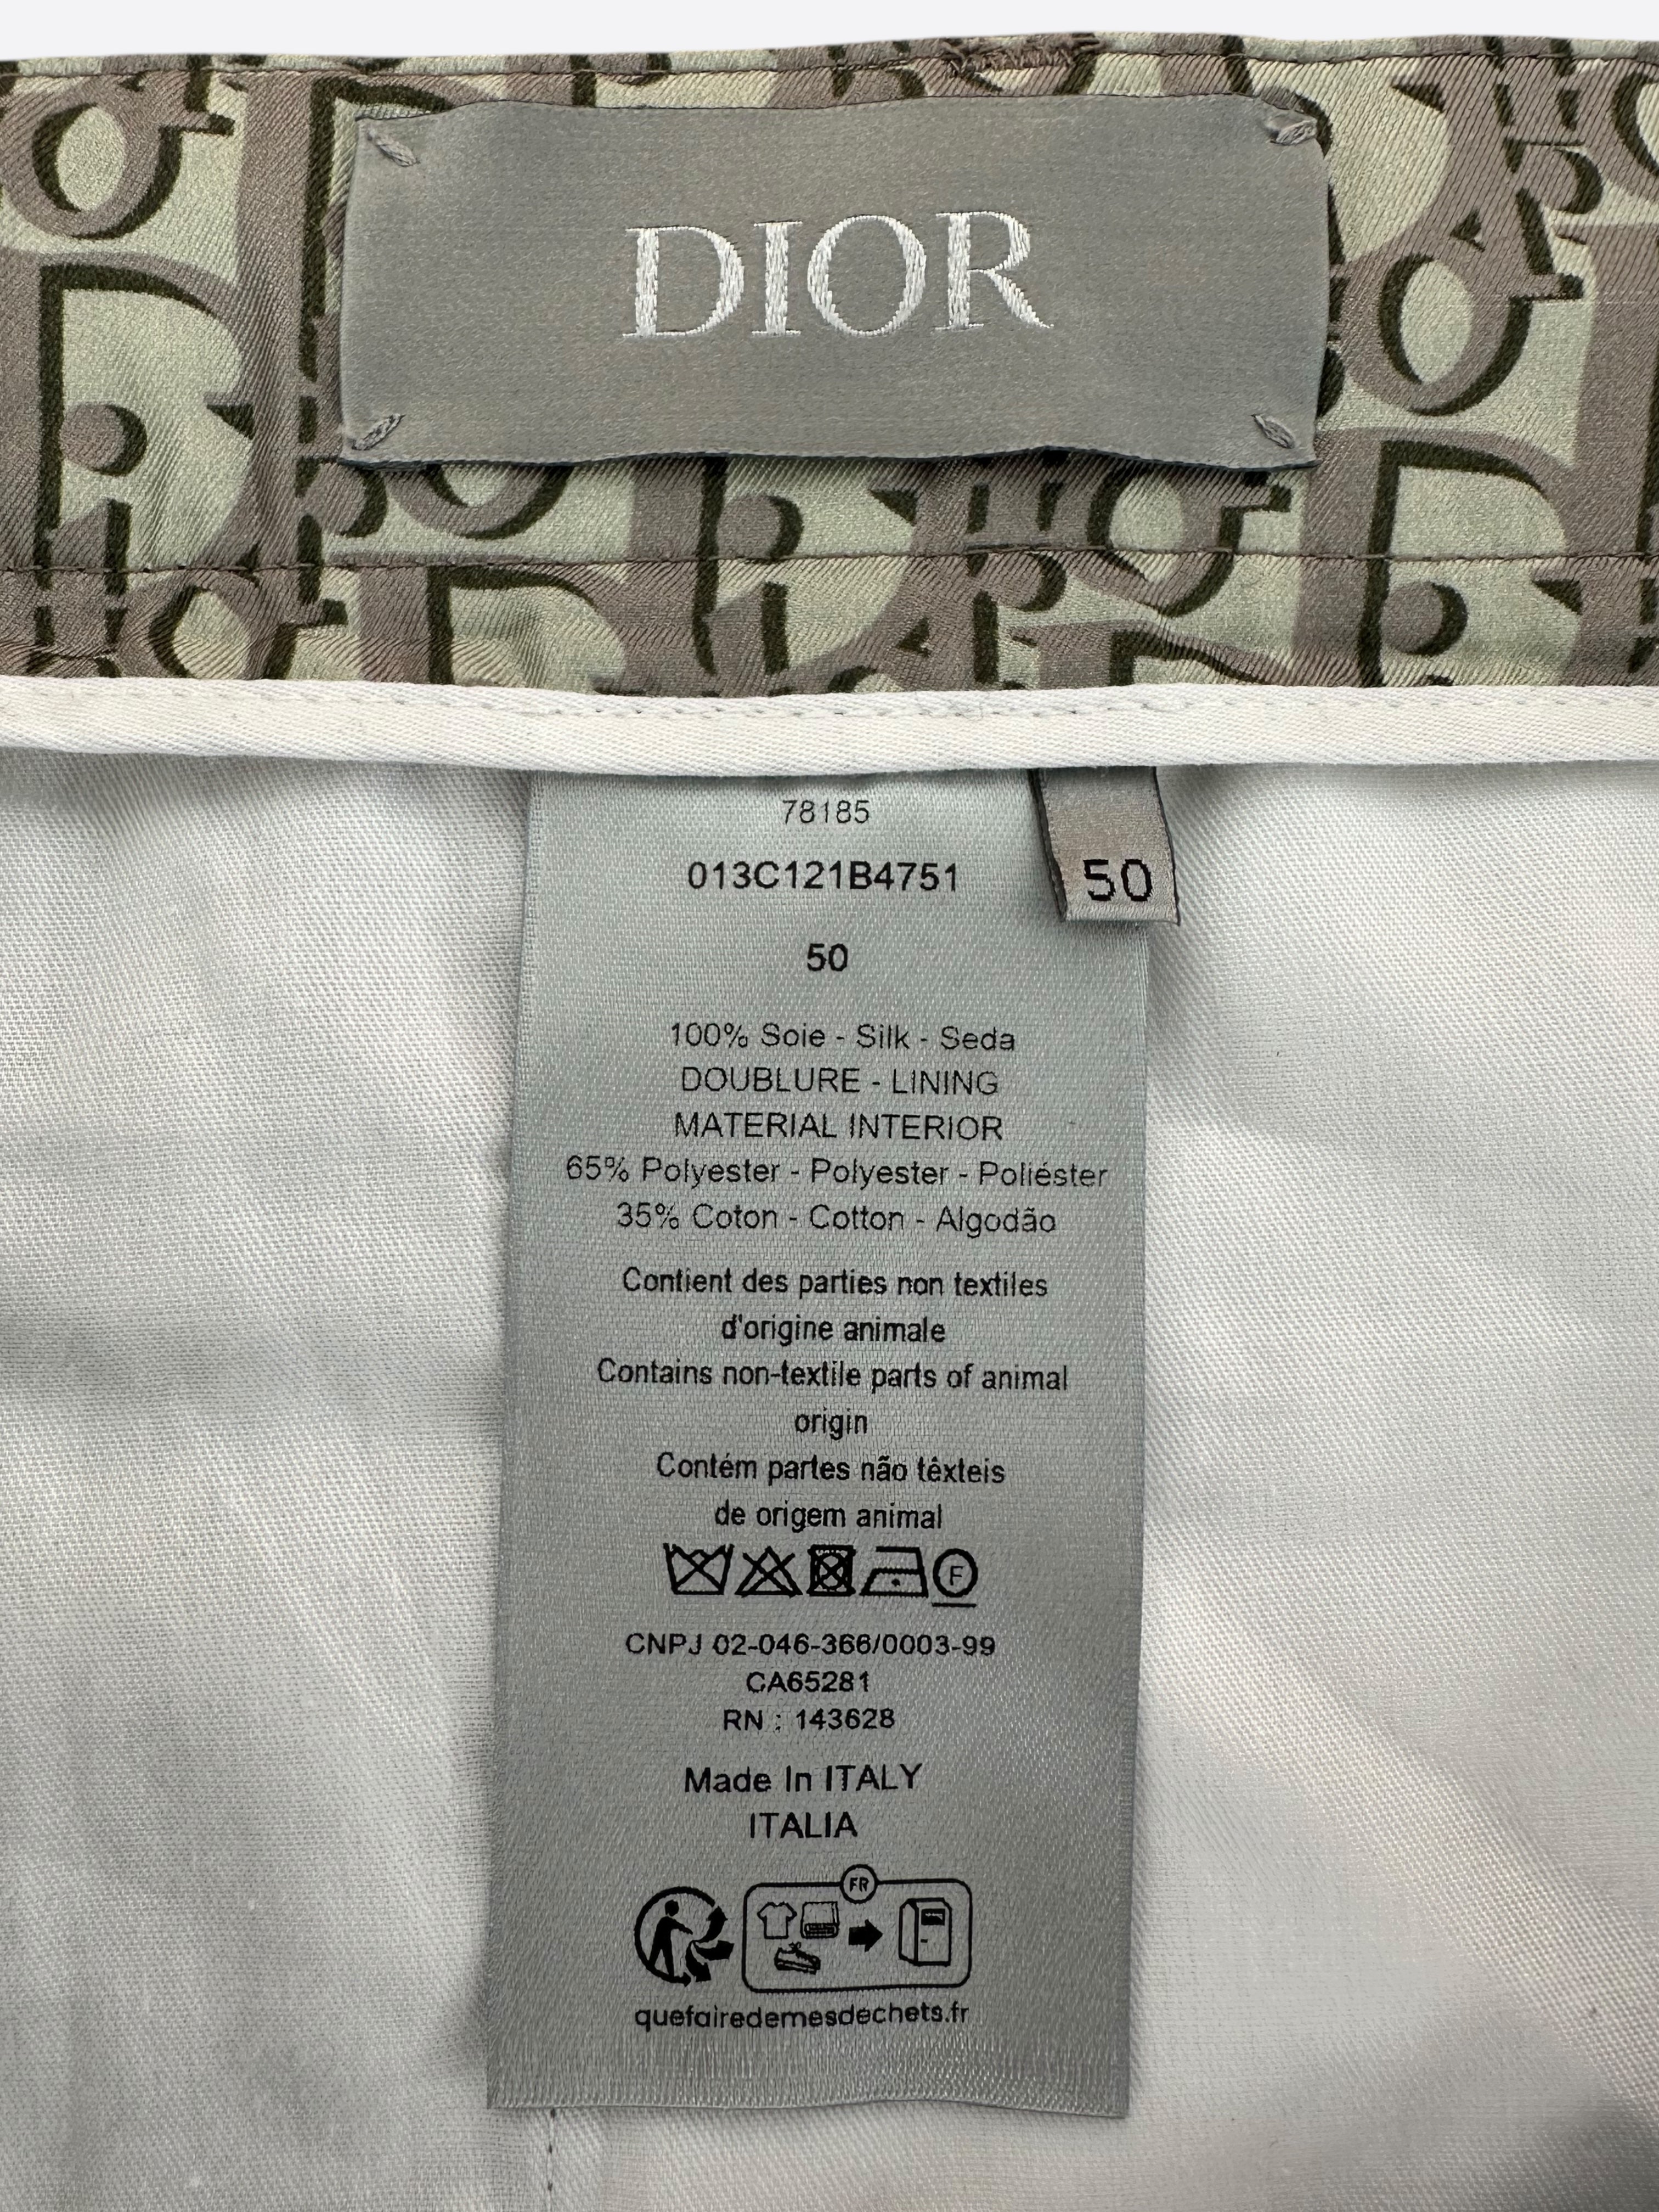 DIOR
78185
013C121B4751
50
50
100% Soie - Silk - Seda
DOUBLURE - LINING
MATERIAL INTERIOR
65% Polyester - Polyester - Poliéster
35% Coton - Cotton - Algodão
Contient des parties non textiles
d'origine animale
Contains non-textile parts of animal
origin
Contém partes não têxteis
de origem animal
F
CNPJ 02-046-366/0003-99
CA65281
RN : 143628
Made In ITALY
ITALIA
FR
quefairedemesdechets.fr